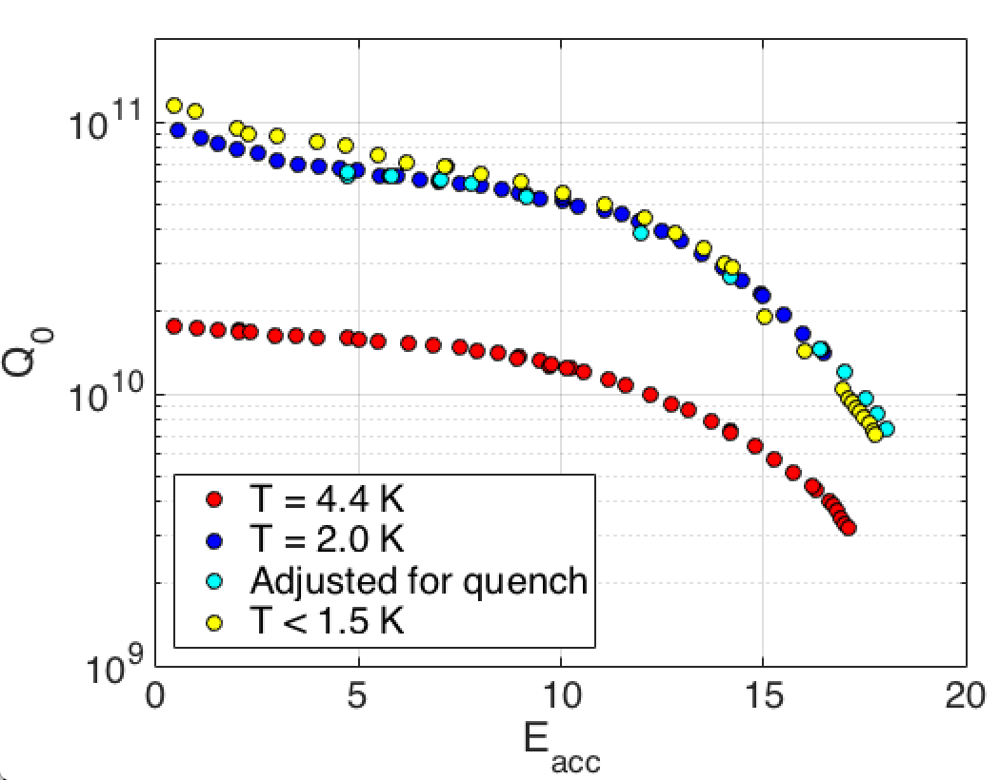 10^11
10^10
10^9
Q_0
T = 4.4 K
T = 2.0 K
Adjusted for quench
T < 1.5 K
0 5 10 15 20
E_acc